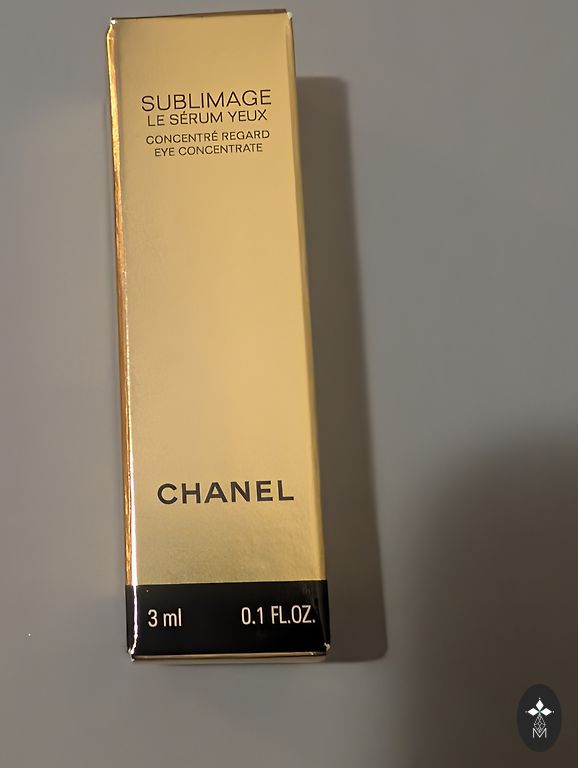 SUBLIMAGE
LE SÉRUM YEUX
CONCENTRÉ REGARD
EYE CONCENTRATE
CHANEL
3 ml 0.1 FL.OZ.
M